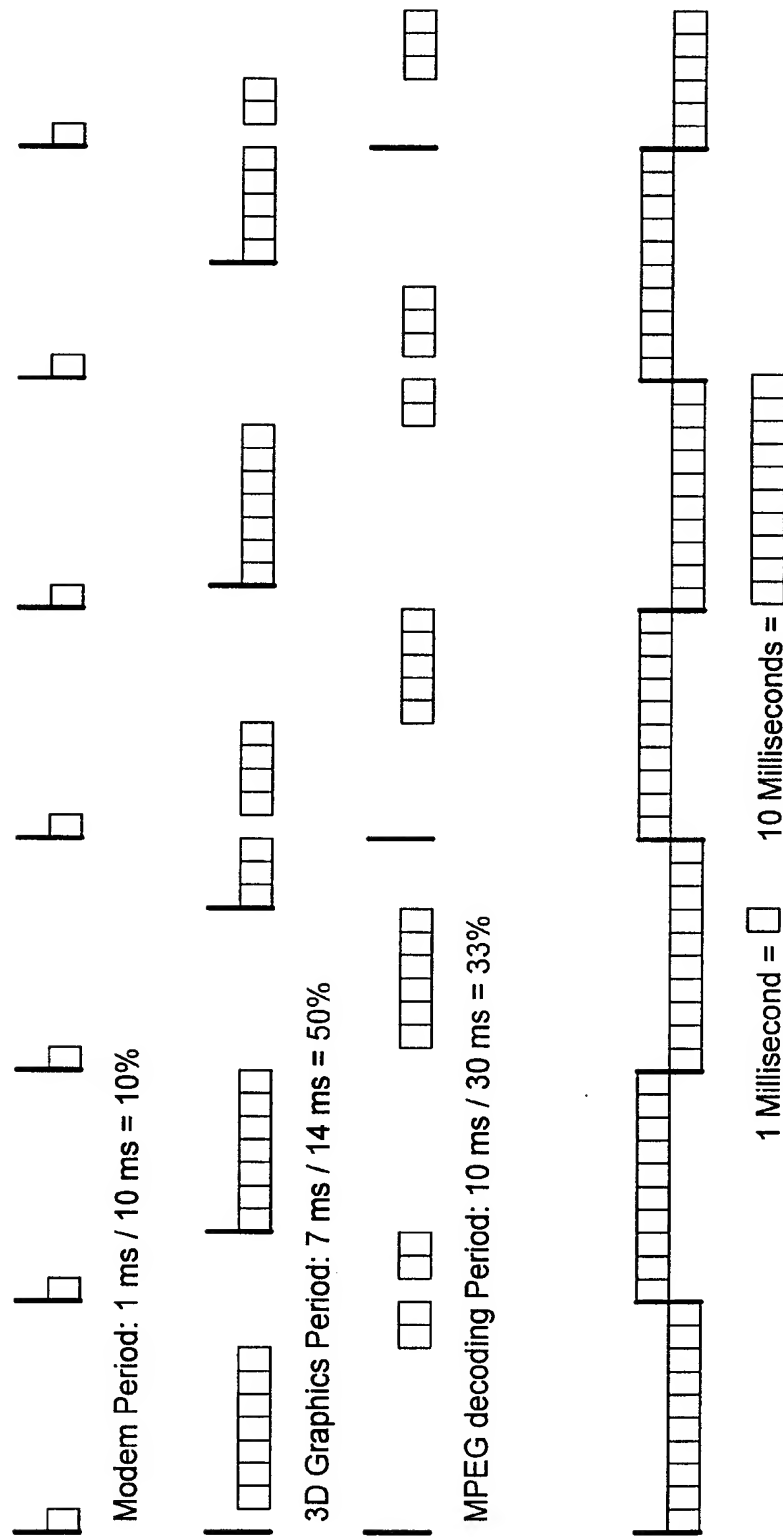 Modem Period: 1 ms / 10 ms = 10%
3D Graphics Period: 7 ms / 14 ms = 50%
MPEG decoding Period: 10 ms / 30 ms = 33%
1 Millisecond =
10 Milliseconds =